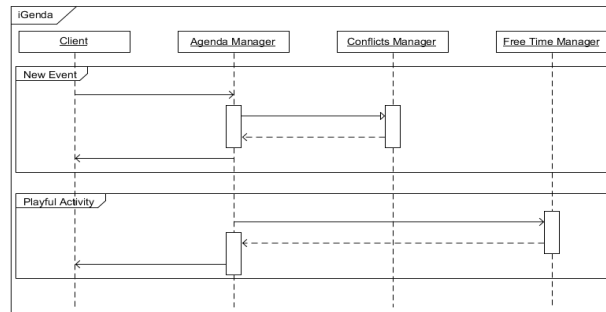 iGenda
Client
Agenda Manager
Conflicts Manager
Free Time Manager
New Event
Playful Activity